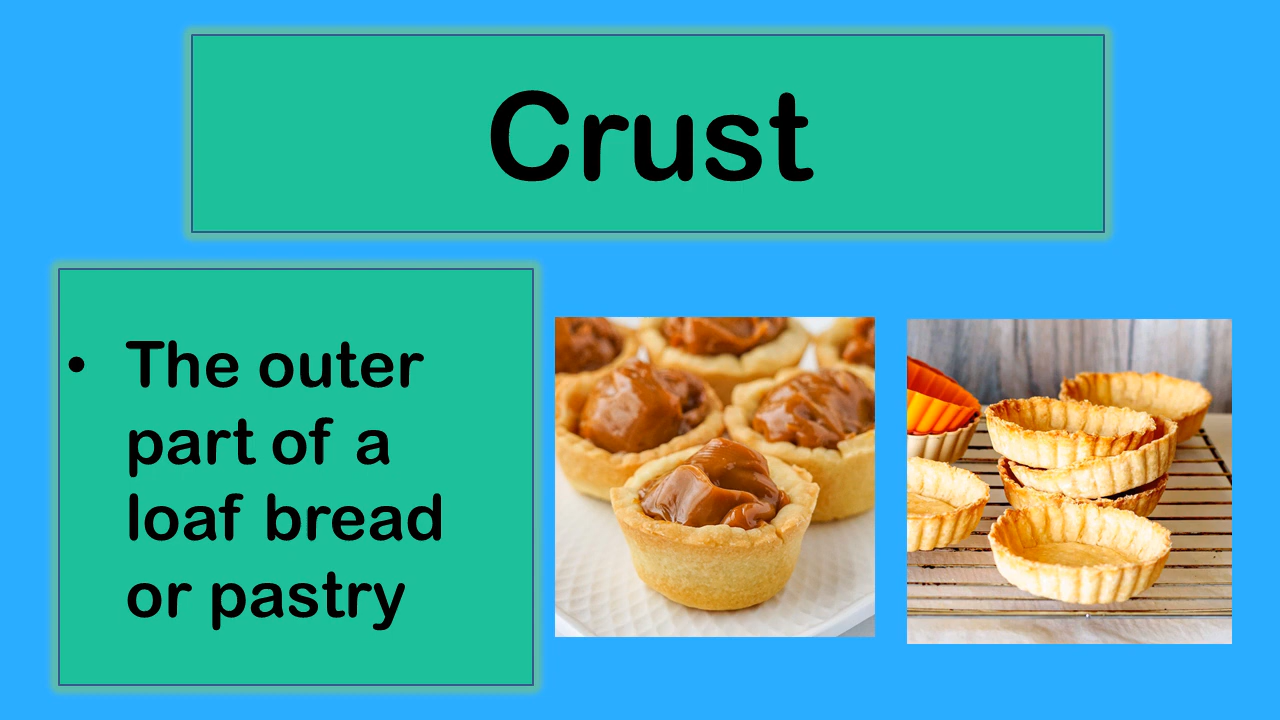 Crust
• The outer
part of a
loaf bread
or pastry